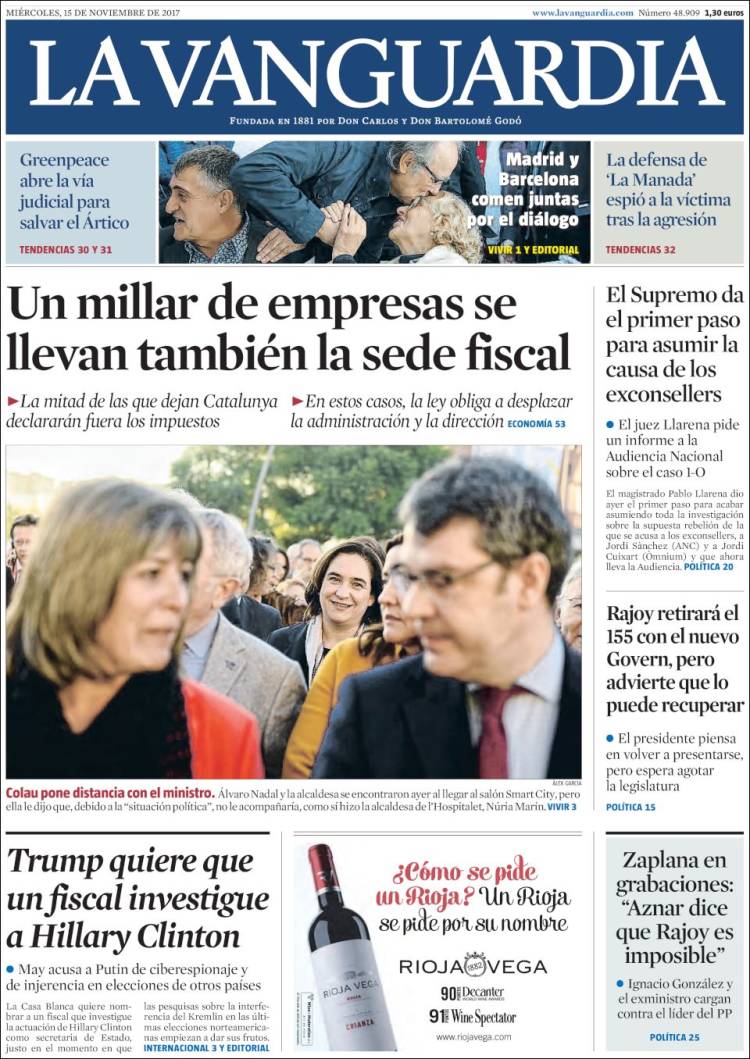 MIÉRCOLES, 15 DE NOVIEMBRE DE 2017
www.lavanguardia.com Número 48.909 1,30 euros
LA VANGUARDIA
FUNDADA EN 1881 POR DON CARLOS Y DON BARTOLOMÉ GODÓ
Greenpeace
abre la vía
judicial para
salvar el Ártico
TENDENCIAS 30 Y 31
Madrid y
Barcelona
comen juntas
por el diálogo
VIVIR 1 Y EDITORIAL
La defensa de
‘La Manada’
espió a la víctima
tras la agresión
TENDENCIAS 32
Un millar de empresas se
llevan también la sede fiscal
►La mitad de las que dejan Catalunya
declararán fuera los impuestos
►En estos casos, la ley obliga a desplazar
la administración y la dirección ECONOMÍA 53
ÀLEX GARCIA
Colau pone distancia con el ministro. Álvaro Nadal y la alcaldesa se encontraron ayer al llegar al salón Smart City, pero
ella le dijo que, debido a la “situación política”, no le acompañaría, como sí hizo la alcaldesa de l’Hospitalet, Núria Marín. VIVIR 3
El Supremo da
el primer paso
para asumir la
causa de los
exconsellers
● El juez Llarena pide
un informe a la
Audiencia Nacional
sobre el caso 1-O
El magistrado Pablo Llarena dio
ayer el primer paso para acabar
asumiendo toda la investigación
sobre la supuesta rebelión de la
que se acusa a los exconsellers, a
Jordi Sànchez (ANC) y a Jordi
Cuixart (Òmnium) y que ahora
lleva la Audiencia. POLÍTICA 20
Rajoy retirará el
155 con el nuevo
Govern, pero
advierte que lo
puede recuperar
● El presidente piensa
en volver a presentarse,
pero espera agotar
la legislatura
POLÍTICA 15
Trump quiere que
un fiscal investigue
a Hillary Clinton
● May acusa a Putin de ciberespionaje y
de injerencia en elecciones de otros países
La Casa Blanca quiere nom-
brar a un fiscal que investigue
la actuación de Hillary Clinton
como secretaria de Estado,
justo en el momento en que
las pesquisas sobre la interfe-
rencia del Kremlin en las últi-
mas elecciones norteamerica-
nas empiezan a dar sus frutos.
INTERNACIONAL 3 Y EDITORIAL
¿Cómo se pide
un Rioja? Un Rioja
se pide por su nombre
RIOJA 1882 VEGA
90 Decanter
WORLD WINE AWARDS
91 Wine Spectator
www.riojavega.com
RIOJA VEGA
RIOJA
CRIANZA
Zaplana en
grabaciones:
“Aznar dice
que Rajoy es
imposible”
● Ignacio González y
el exministro cargan
contra el líder del PP
POLÍTICA 25